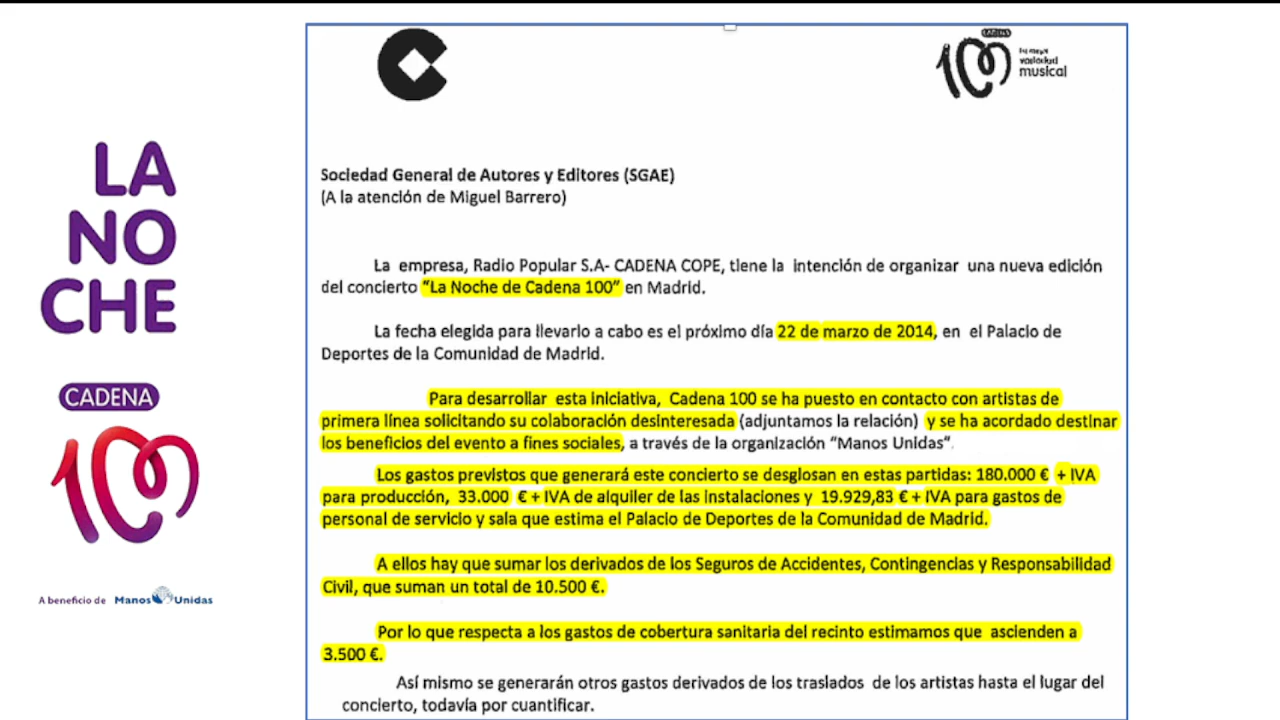 LA
NOCHE
CADENA
100
A beneficio de Manos Unidas
CADENA
100
la mejor
variedad
musical
Sociedad General de Autores y Editores (SGAE)
(A la atención de Miguel Barrero)
La empresa, Radio Popular S.A- CADENA COPE, tiene la intención de organizar una nueva edición
del concierto "La Noche de Cadena 100" en Madrid.
La fecha elegida para llevarlo a cabo es el próximo día 22 de marzo de 2014, en el Palacio de
Deportes de la Comunidad de Madrid.
Para desarrollar esta iniciativa, Cadena 100 se ha puesto en contacto con artistas de
primera línea solicitando su colaboración desinteresada (adjuntamos la relación) y se ha acordado destinar
los beneficios del evento a fines sociales, a través de la organización "Manos Unidas".
Los gastos previstos que generará este concierto se desglosan en estas partidas: 180.000 € + IVA
para producción, 33.000 € + IVA de alquiler de las instalaciones y 19.929,83 € + IVA para gastos de
personal de servicio y sala que estima el Palacio de Deportes de la Comunidad de Madrid.
A ellos hay que sumar los derivados de los Seguros de Accidentes, Contingencias y Responsabilidad
Civil, que suman un total de 10.500 €.
Por lo que respecta a los gastos de cobertura sanitaria del recinto estimamos que ascienden a
3.500 €.
Así mismo se generarán otros gastos derivados de los traslados de los artistas hasta el lugar del
concierto, todavía por cuantificar.